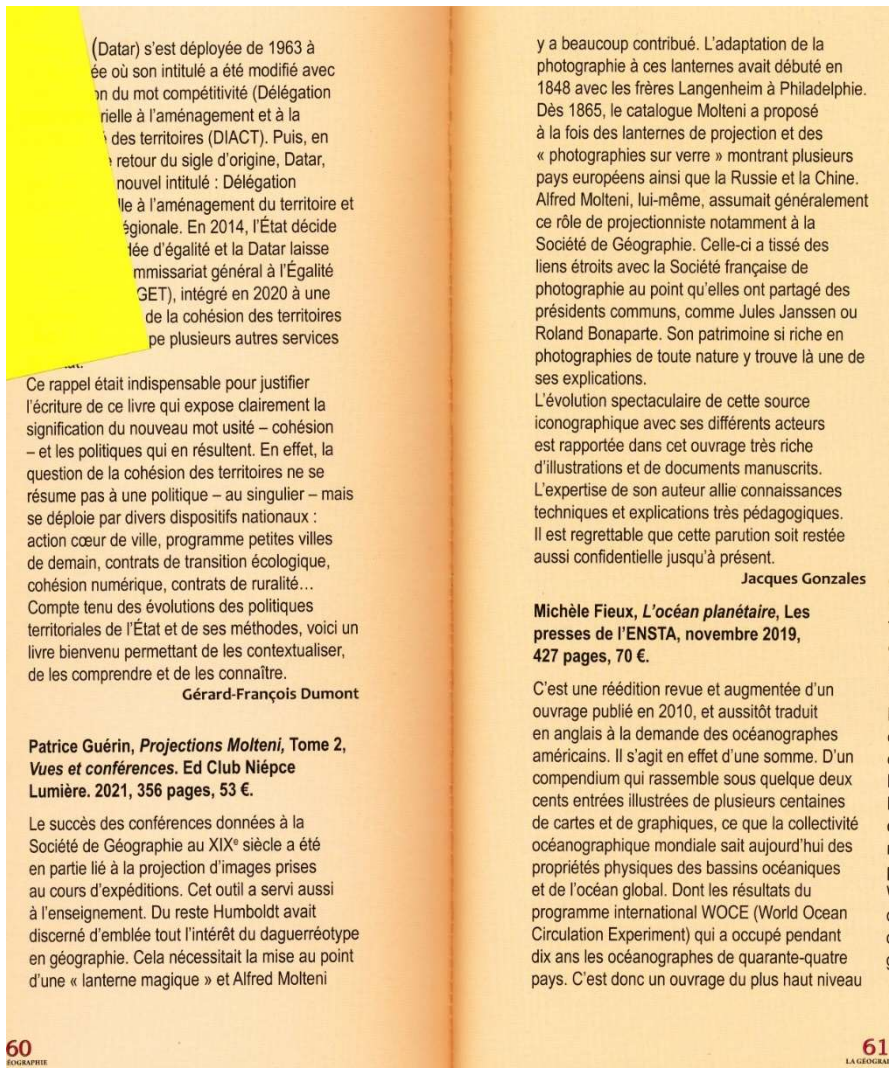 (Datar) s’est déployée de 1963 à
où son intitulé a été modifié avec
du mot compétitivité (Délégation
à l’aménagement et à la
des territoires (DIACT). Puis, en
retour du sigle d’origine, Datar,
nouvel intitulé : Délégation
à l’aménagement du territoire et
En 2014, l’État décide
d’égalité et la Datar laisse
général à l’Égalité
intégré en 2020 à une
de la cohésion des territoires
plusieurs autres services
Ce rappel était indispensable pour justifier
l’écriture de ce livre qui expose clairement la
signification du nouveau mot usité – cohésion
– et les politiques qui en résultent. En effet, la
question de la cohésion des territoires ne se
résume pas à une politique – au singulier – mais
se déploie par divers dispositifs nationaux :
action cœur de ville, programme petites villes
de demain, contrats de transition écologique,
cohésion numérique, contrats de ruralité…
Compte tenu des évolutions des politiques
territoriales de l’État et de ses méthodes, voici un
livre bienvenu permettant de les contextualiser,
de les comprendre et de les connaître.
Gérard-François Dumont
Patrice Guérin, Projections Molteni, Tome 2,
Vues et conférences. Ed Club Niépce
Lumière. 2021, 356 pages, 53 €.
Le succès des conférences données à la
Société de Géographie au XIXe siècle a été
en partie lié à la projection d’images prises
au cours d’expéditions. Cet outil a servi aussi
à l’enseignement. Du reste Humboldt avait
discerné d’emblée tout l’intérêt du daguerréotype
en géographie. Cela nécessitait la mise au point
d’une « lanterne magique » et Alfred Molteni
60
y a beaucoup contribué. L’adaptation de la
photographie à ces lanternes avait débuté en
1848 avec les frères Langenheim à Philadelphie.
Dès 1865, le catalogue Molteni a proposé
à la fois des lanternes de projection et des
« photographies sur verre » montrant plusieurs
pays européens ainsi que la Russie et la Chine.
Alfred Molteni, lui-même, assumait généralement
ce rôle de projectionniste notamment à la
Société de Géographie. Celle-ci a tissé des
liens étroits avec la Société française de
photographie au point qu’elles ont partagé des
présidents communs, comme Jules Janssen ou
Roland Bonaparte. Son patrimoine si riche en
photographies de toute nature y trouve là une de
ses explications.
L’évolution spectaculaire de cette source
iconographique avec ses différents acteurs
est rapportée dans cet ouvrage très riche
d’illustrations et de documents manuscrits.
L’expertise de son auteur allie connaissances
techniques et explications très pédagogiques.
Il est regrettable que cette parution soit restée
aussi confidentielle jusqu’à présent.
Jacques Gonzales
Michèle Fieux, L’océan planétaire, Les
presses de l’ENSTA, novembre 2019,
427 pages, 70 €.
C’est une réédition revue et augmentée d’un
ouvrage publié en 2010, et aussitôt traduit
en anglais à la demande des océanographes
américains. Il s’agit en effet d’une somme. D’un
compendium qui rassemble sous quelque deux
cents entrées illustrées de plusieurs centaines
de cartes et de graphiques, ce que la collectivité
océanographique mondiale sait aujourd’hui des
propriétés physiques des bassins océaniques
et de l’océan global. Dont les résultats du
programme international WOCE (World Ocean
Circulation Experiment) qui a occupé pendant
dix ans les océanographes de quarante-quatre
pays. C’est donc un ouvrage du plus haut niveau
61